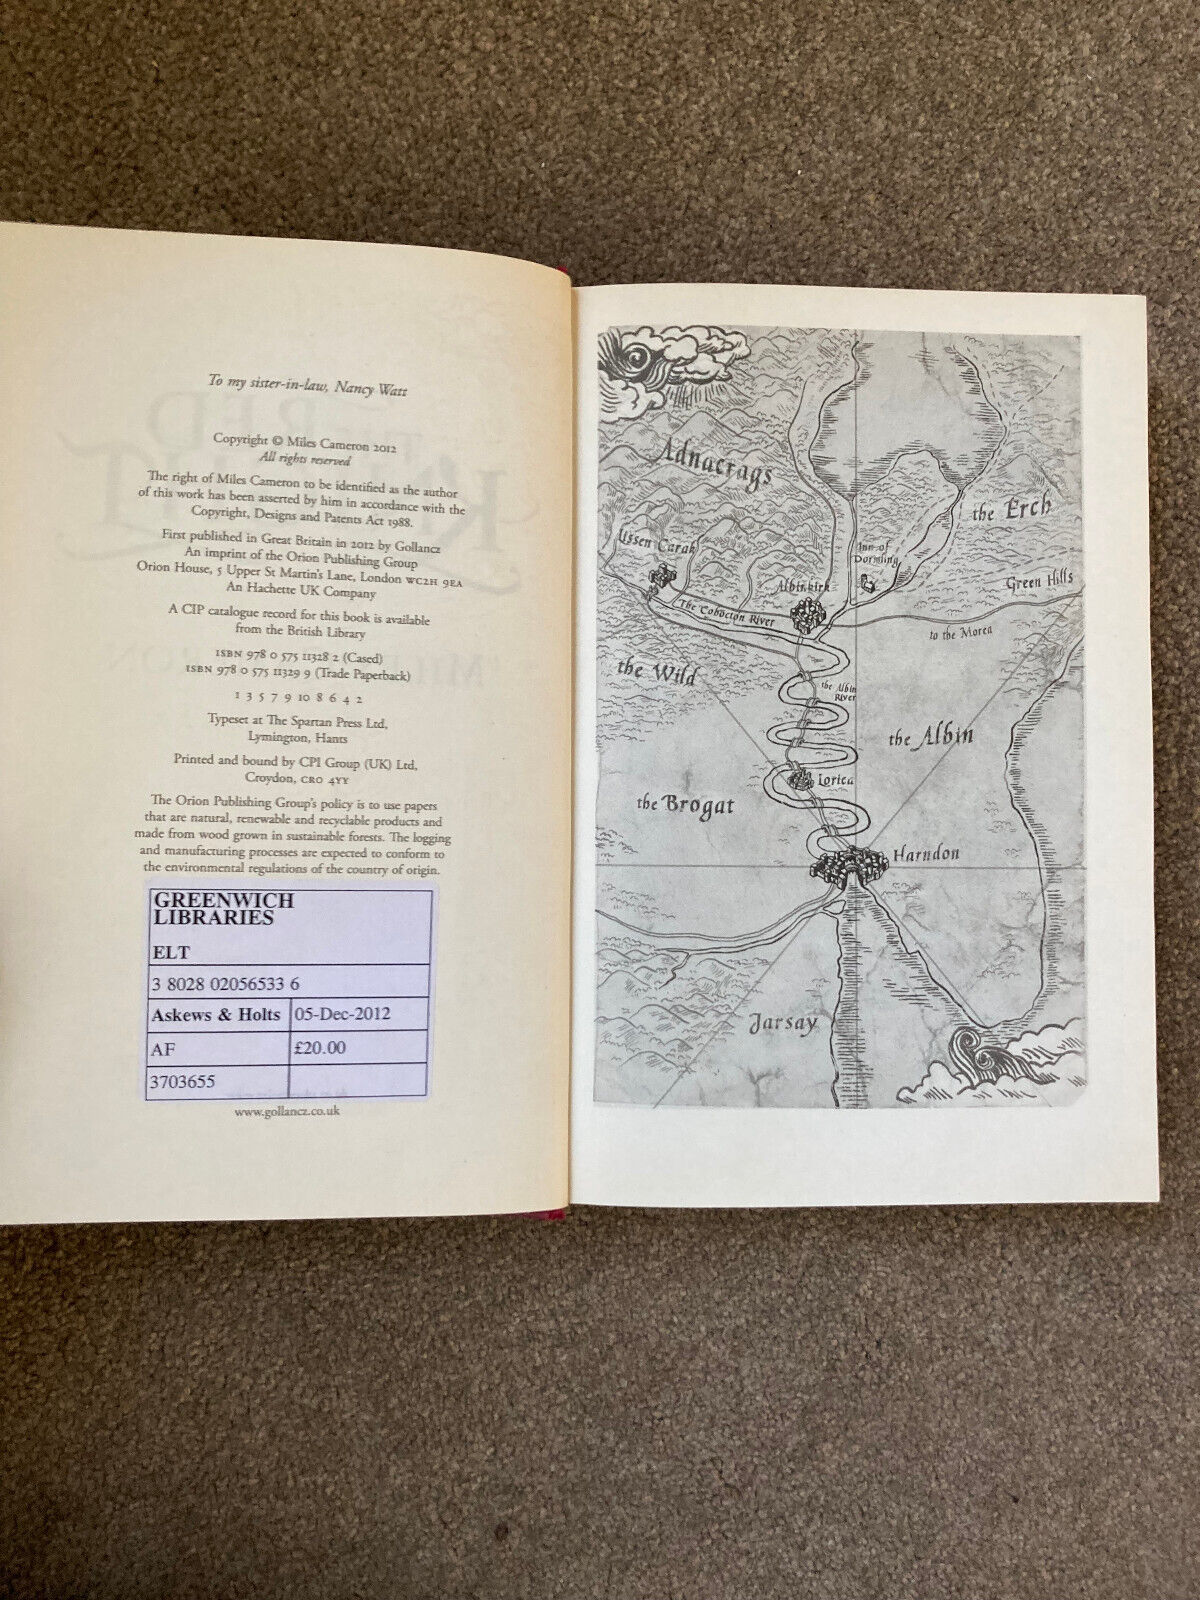 To my sister-in-law, Nancy Watt
Copyright © Miles Cameron 2012
All rights reserved
The right of Miles Cameron to be identified as the author
of this work has been asserted by him in accordance with the
Copyright, Designs and Patents Act 1988.
First published in Great Britain in 2012 by Gollancz
An imprint of the Orion Publishing Group
Orion House, 5 Upper St Martin's Lane, London WC2H 9EA
An Hachette UK Company
A CIP catalogue record for this book is available
from the British Library
ISBN 978 0 575 11328 2 (Cased)
ISBN 978 0 575 11329 9 (Trade Paperback)
1 3 5 7 9 10 8 6 4 2
Typeset at The Spartan Press Ltd,
Lymington, Hants
Printed and bound by CPI Group (UK) Ltd,
Croydon, CR0 4YY
The Orion Publishing Group's policy is to use papers
that are natural, renewable and recyclable products and
made from wood grown in sustainable forests. The logging
and manufacturing processes are expected to conform to
the environmental regulations of the country of origin.
GREENWICH
LIBRARIES
ELT
3 8028 02056533 6
Askews & Holts 05-Dec-2012
AF £20.00
3703655
www.gollancz.co.uk
Adnacrags
the Erch
Lissen Carak
Inn of
Dormling
Albinkirk
Green Hills
The Cohocton River
to the Morea
the Wild
the Albin
River
the Albin
Lorica
the Brogat
Harndon
Jarsay